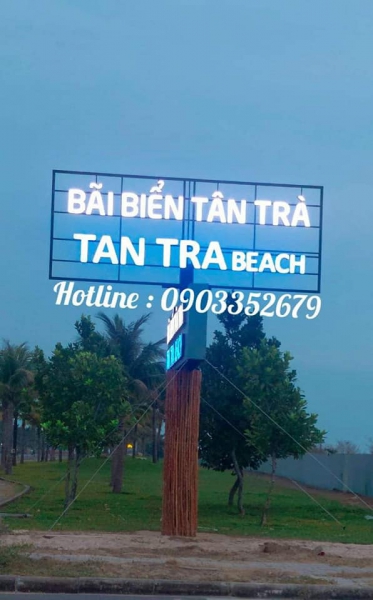 BÃI BIỂN TÂN TRÀ
TAN TRA BEACH
Hotline : 0903352679